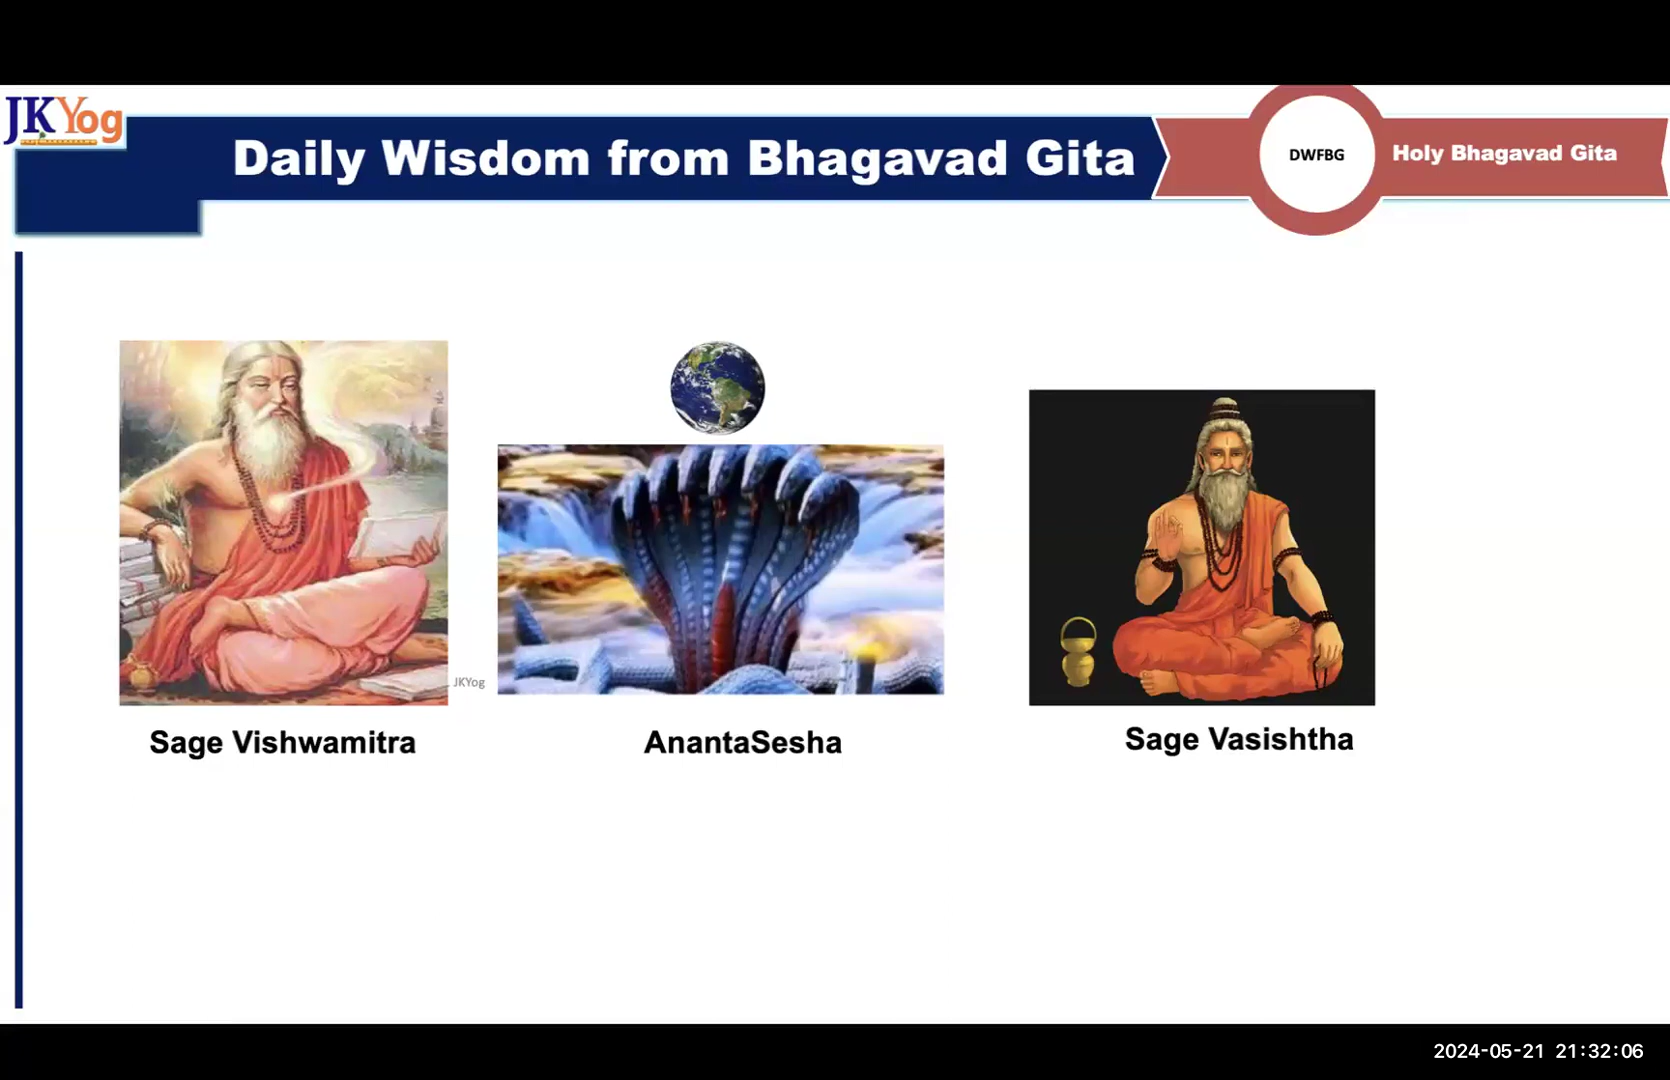 JKYog
Daily Wisdom from Bhagavad Gita
DWFBG
Holy Bhagavad Gita
JKYog
Sage Vishwamitra
AnantaSesha
Sage Vasishtha
2024-05-21 21:32:06